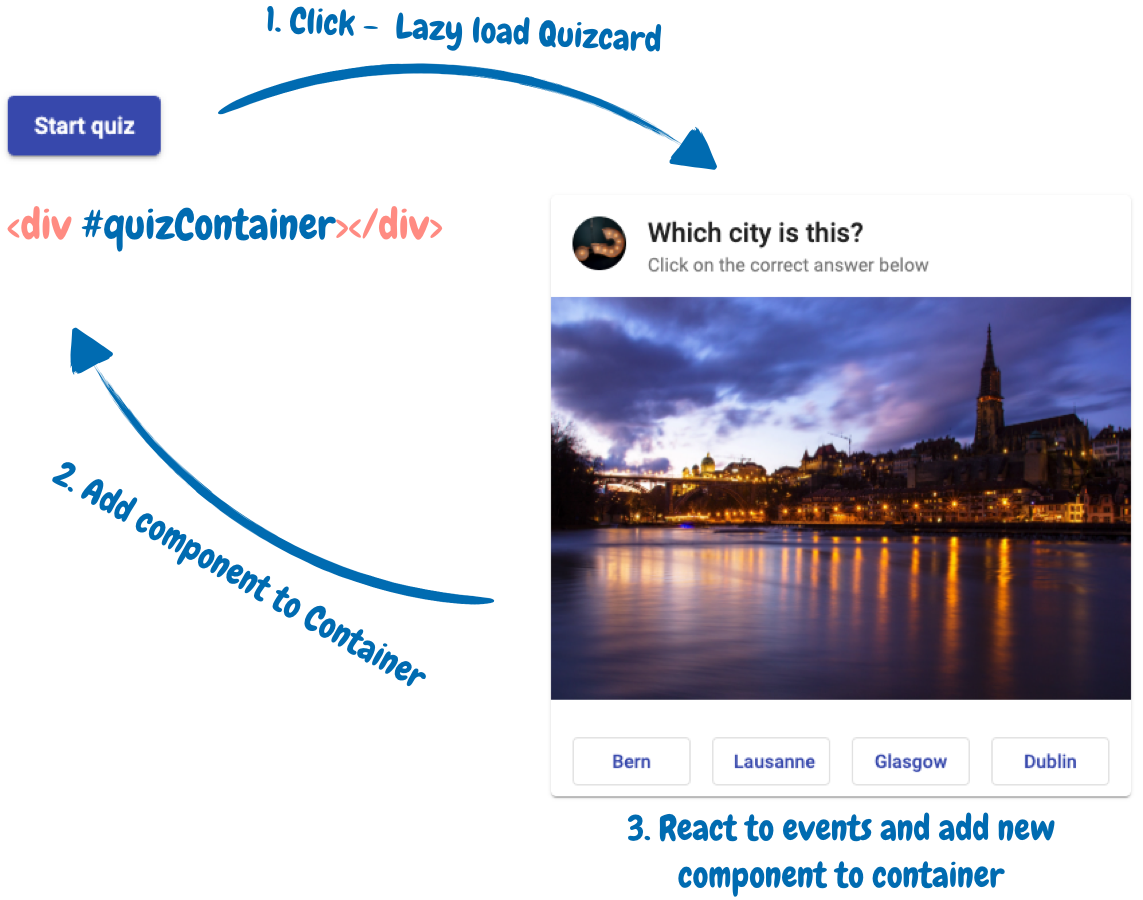 1. Click - Lazy load Quizcard
Start quiz
<div #quizContainer></div>
Which city is this?
Click on the correct answer below
2. Add component to Container
Bern
Lausanne
Glasgow
Dublin
3. React to events and add new
component to container